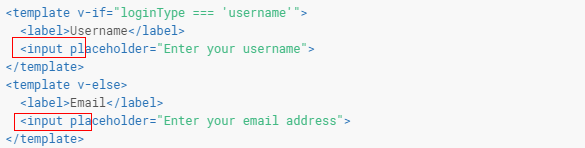 <template v-if="loginType === 'username'">
<label>Username</label>
<input placeholder="Enter your username">
</template>
<template v-else>
<label>Email</label>
<input placeholder="Enter your email address">
</template>